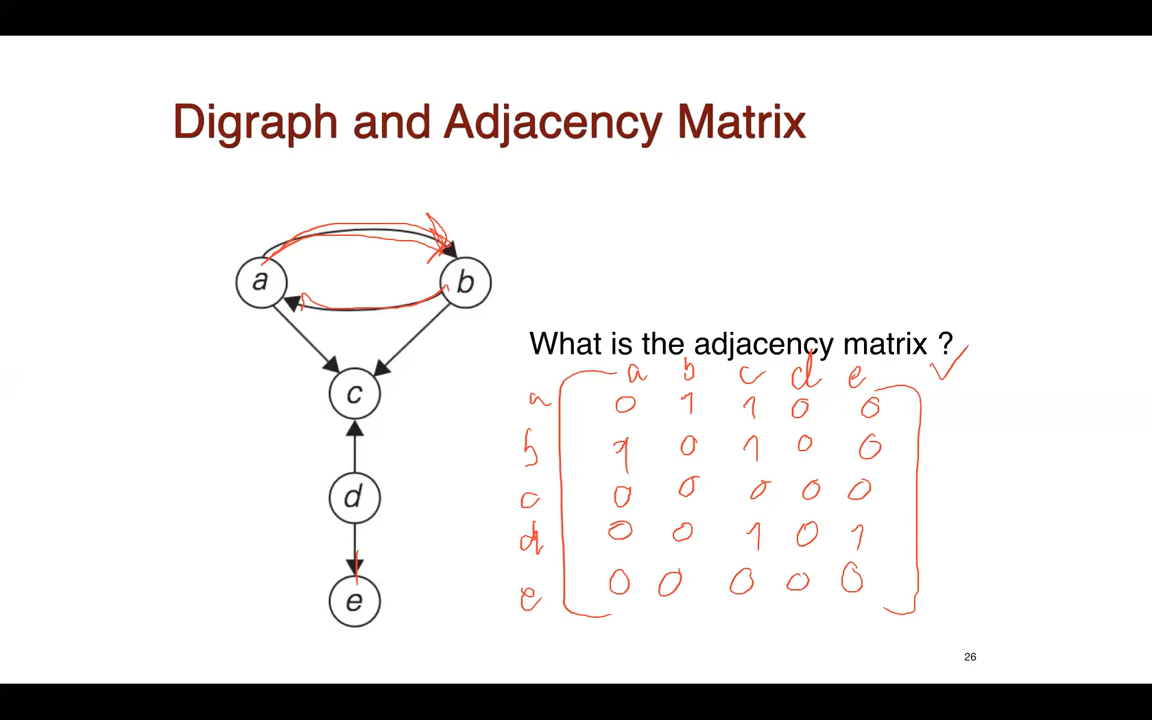 Digraph and Adjacency Matrix
a b
What is the adjacency matrix ?
a b c d e
c
a 0 1 1 0 0
b 1 0 1 0 0
d
c 0 0 0 0 0
d 0 0 1 0 1
e 0 0 0 0 0
e
26